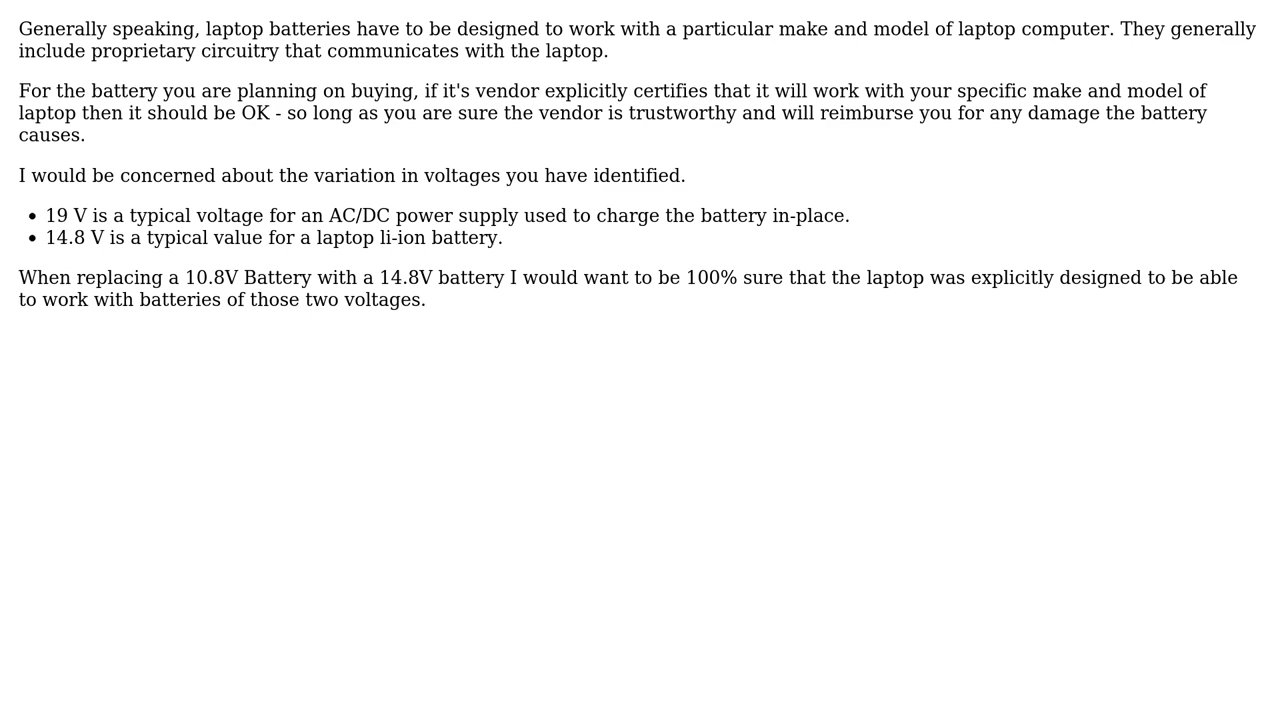 Generally speaking, laptop batteries have to be designed to work with a particular make and model of laptop computer. They generally
include proprietary circuitry that communicates with the laptop.
For the battery you are planning on buying, if it's vendor explicitly certifies that it will work with your specific make and model of
laptop then it should be OK - so long as you are sure the vendor is trustworthy and will reimburse you for any damage the battery
causes.
I would be concerned about the variation in voltages you have identified.
• 19 V is a typical voltage for an AC/DC power supply used to charge the battery in-place.
• 14.8 V is a typical value for a laptop li-ion battery.
When replacing a 10.8V Battery with a 14.8V battery I would want to be 100% sure that the laptop was explicitly designed to be able
to work with batteries of those two voltages.